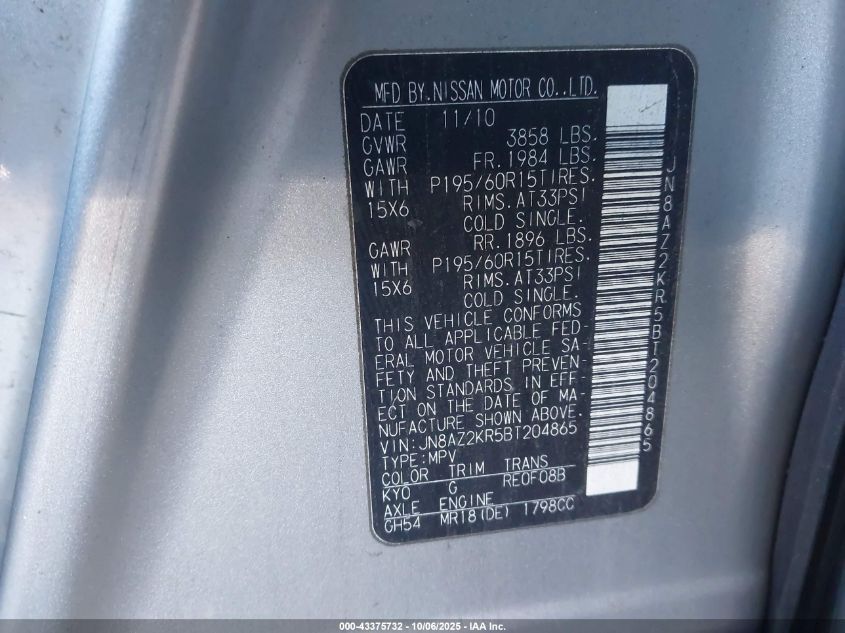 MFD BY.NISSAN MOTOR CO.,LTD.
DATE 11/10
GVWR 3858 LBS.
GAWR FR. 1984 LBS.
WITH P195/60R15TIRES.
15X6 RIMS. AT33PSI
COLD SINGLE.
GAWR RR. 1896 LBS.
WITH P195/60R15TIRES.
15X6 RIMS. AT33PSI
COLD SINGLE.
THIS VEHICLE CONFORMS
TO ALL APPLICABLE FED-
ERAL MOTOR VEHICLE SA-
FETY AND THEFT PREVEN-
TION STANDARDS IN EFF-
ECT ON THE DATE OF MA-
NUFACTURE SHOWN ABOVE.
VIN:JN8AZ2KR5BT204865
TYPE:MPV
COLOR TRIM TRANS
KY0 G RE0F08B
AXLE ENGINE
GH54 MR18(DE) 1798CC
JN8AZ2KR5BT204865
000-43375732 - 10/06/2025 - IAA Inc.